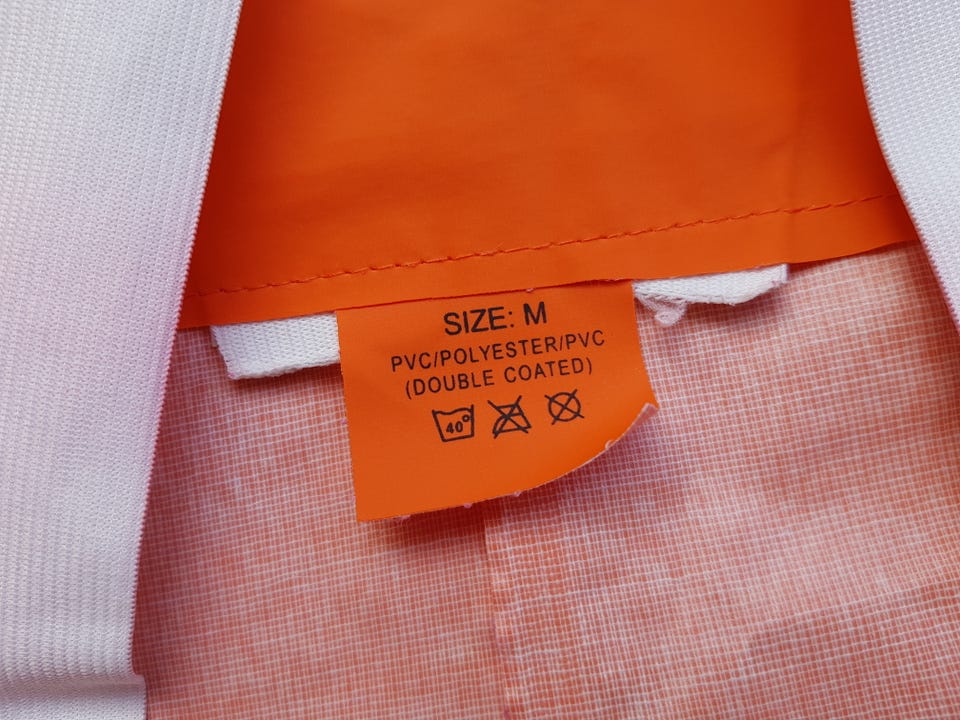 SIZE: M
PVC/POLYESTER/PVC
(DOUBLE COATED)
40°